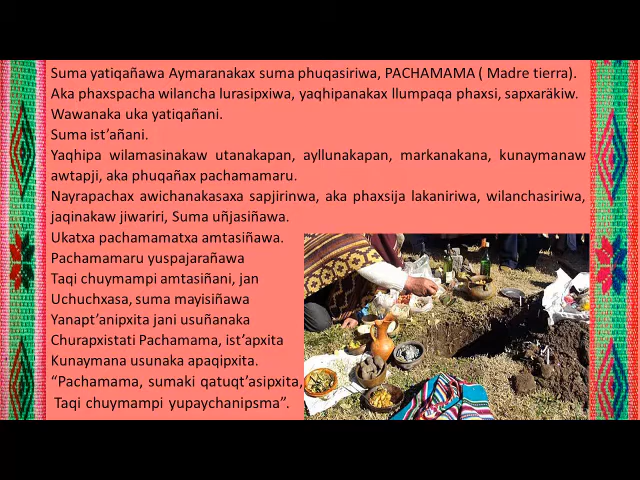 Suma yatiqañawa Aymaranakax suma phuqasiriwa, PACHAMAMA ( Madre tierra).
Aka phaxspacha wilancha lurasipxiwa, yaqhipanakax llumpaqa phaxsi, sapxaräkiw.
Wawanaka uka yatiqañani.
Suma ist’añani.
Yaqhipa wilamasinakaw utanakapan, ayllunakapan, markanakana, kunaymanaw
awtapji, aka phuqañax pachamamaru.
Nayrapachax awichanakasaxa sapjirinwa, aka phaxsija lakaniriwa, wilanchasiriwa,
jaqinakaw jiwariri, Suma uñjasiñawa.
Ukatxa pachamamatxa amtasiñawa.
Pachamamaru yuspajarañawa
Taqi chuymampi amtasiñani, jan
Uchuchxasa, suma mayisiñawa
Yanapt’anipxita jani usuñanaka
Churapxistati Pachamama, ist’apxita
Kunaymana usunaka apaqipxita.
“Pachamama, sumaki qatuqt’asipxita,
Taqi chuymampi yupaychanipsma”.